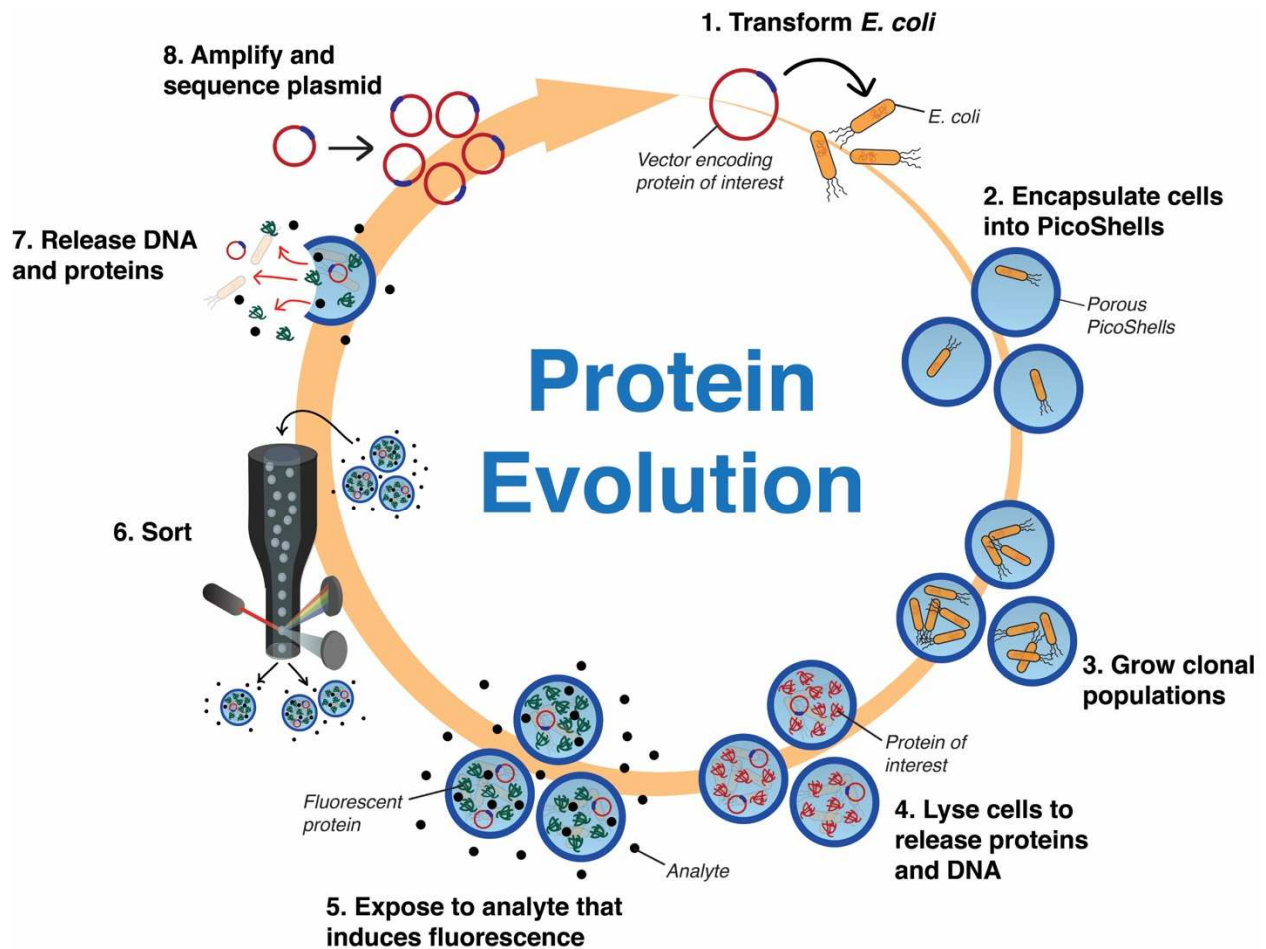 1. Transform E. coli
E. coli
Vector encoding
protein of interest
2. Encapsulate cells
into PicoShells
Porous
PicoShells
3. Grow clonal
populations
Protein of
interest
4. Lyse cells to
release proteins
and DNA
Fluorescent
protein
Analyte
5. Expose to analyte that
induces fluorescence
6. Sort
7. Release DNA
and proteins
8. Amplify and
sequence plasmid
Protein
Evolution